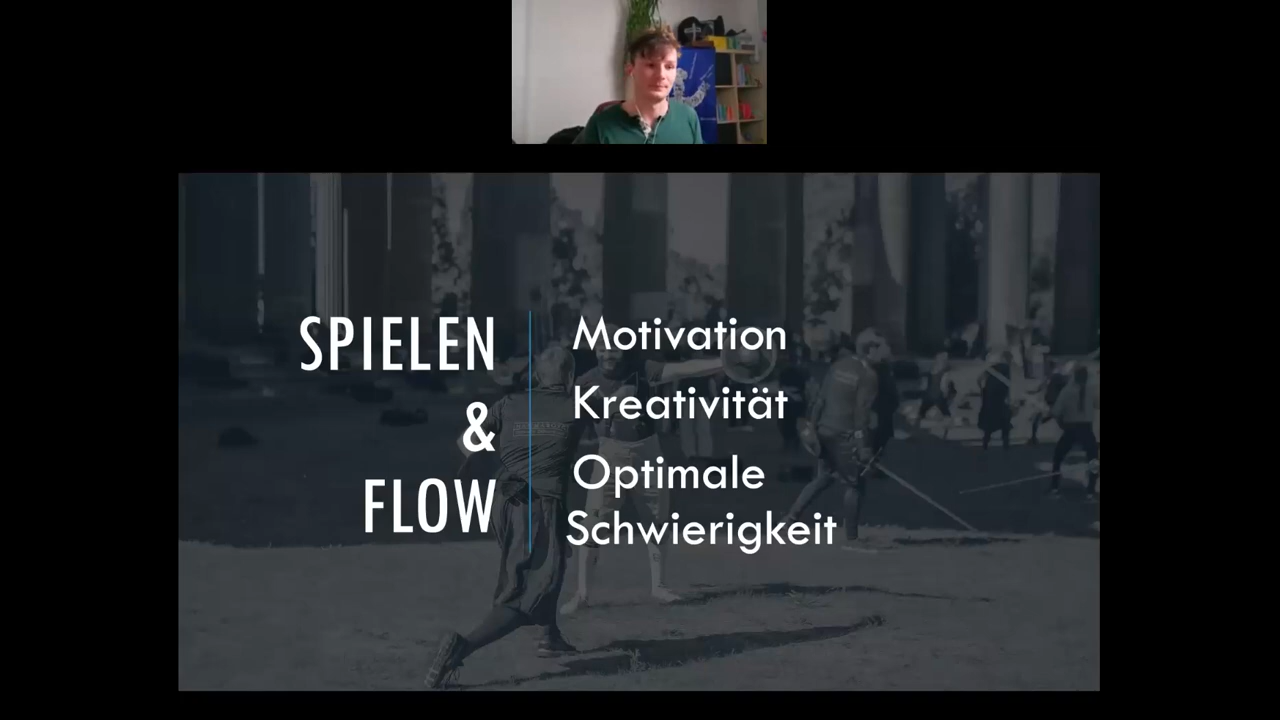 SPIELEN
&
FLOW
Motivation
Kreativität
Optimale
Schwierigkeit